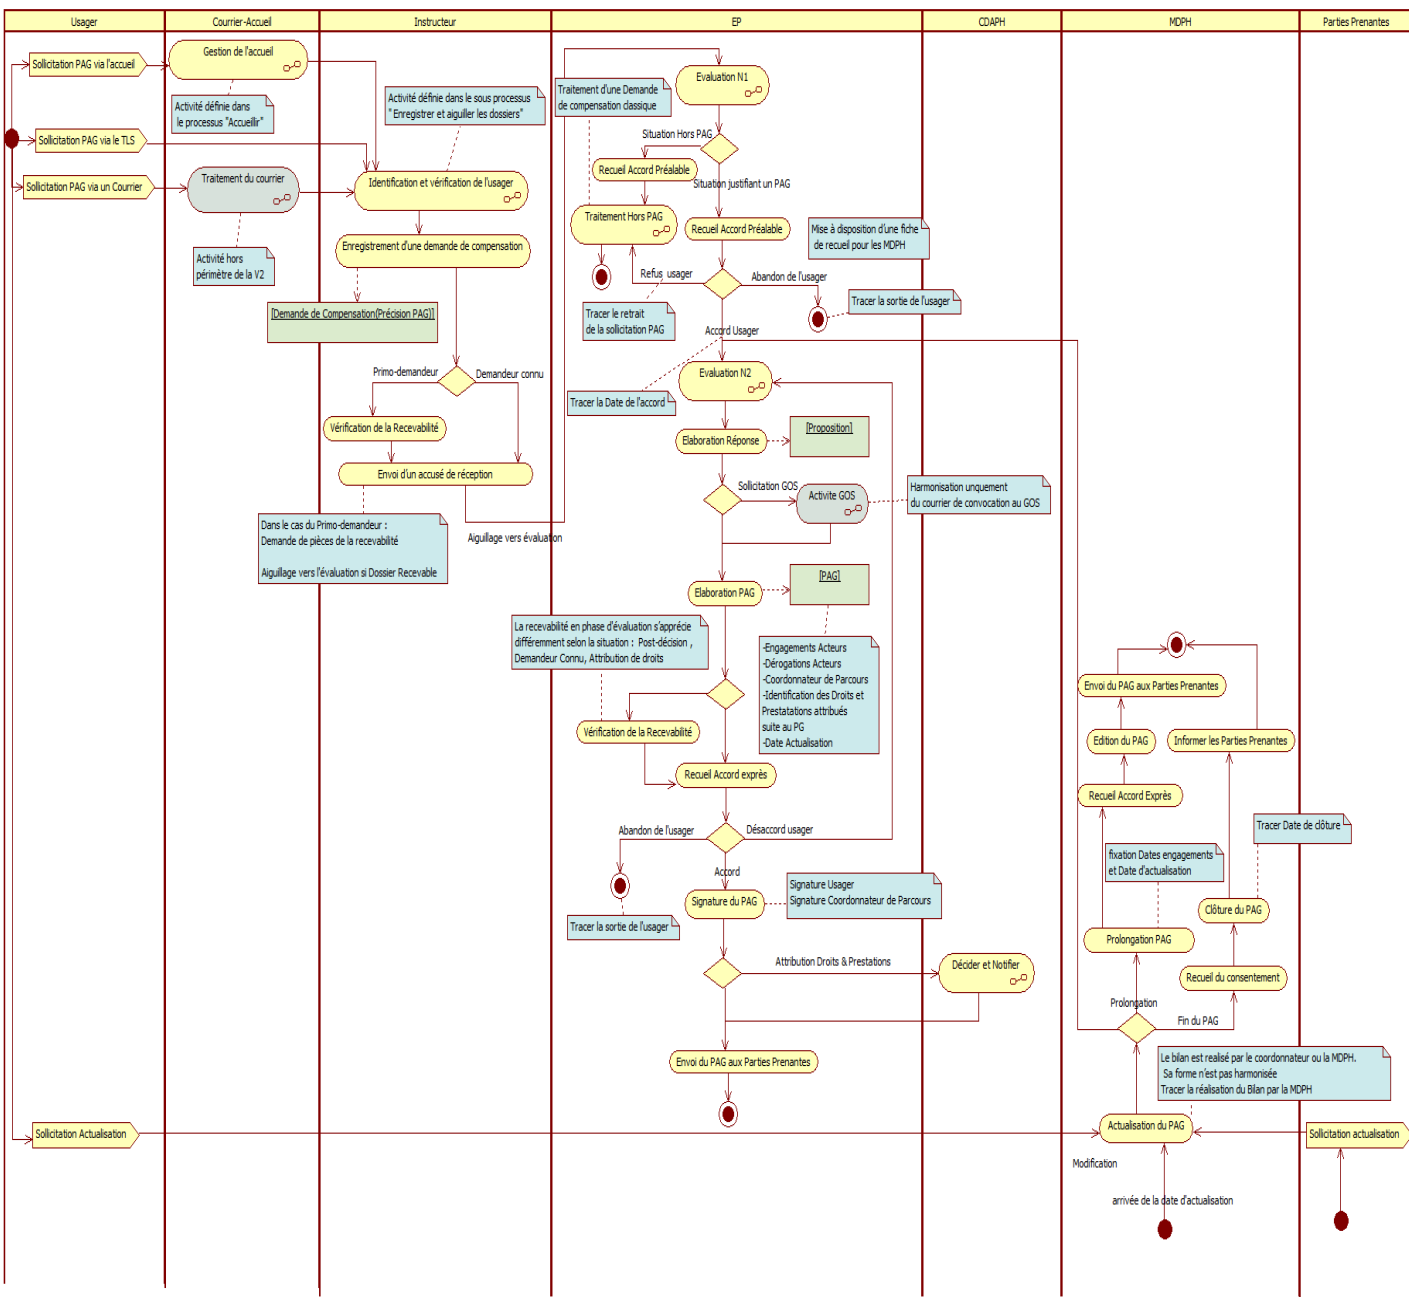 Usager
Courrier-Accueil
Instructeur
EP
CDAPH
MDPH
Parties Prenantes
Sollicitation PAG via l'accueil
Sollicitation PAG via le TLS
Sollicitation PAG via un Courrier
Sollicitation Actualisation
Gestion de l'accueil
Activité définie dans
le processus "Accueillir"
Traitement du courrier
Activité hors
périmètre de la V2
Activité définie dans le sous processus
" Enregistrer et aiguiller les dossiers"
Identification et vérification de l'usager
Enregistrement d'une demande de compensation
[Demande de Compensation(Précision PAG)]
Primo-demandeur
Demandeur connu
Vérification de la Recevabilité
Envoi d'un accusé de réception
Dans le cas du Primo-demandeur :
Demande de pièces de la recevabilité
Aiguillage vers l'évaluation si Dossier Recevable
Aiguillage vers évaluation
Evaluation N1
Traitement d'une Demande
de compensation classique
Situation Hors PAG
Recueil Accord Préalable
Situation justifiant un PAG
Traitement Hors PAG
Recueil Accord Préalable
Mise à disposition d'une fiche
de recueil pour les MDPH
Refus usager
Abandon de l'usager
Tracer la sortie de l'usager
Tracer le retrait
de la sollicitation PAG
Accord Usager
Evaluation N2
Tracer la Date de l'accord
Elaboration Réponse
[Proposition]
Sollicitation GOS
Activite GOS
Harmonisation unquement
du courrier de convocation au GOS
Elaboration PAG
[PAG]
La recevabilité en phase d'évaluation s'apprécie
différemment selon la situation : Post-décision ,
Demandeur Connu, Attribution de droits
-Engagements Acteurs
-Dérogations Acteurs
-Coordonnateur de Parcours
-Identification des Droits et
Prestatations attribués
suite au PG
-Date Actualisation
Vérification de la Recevabilité
Recueil Accord exprès
Abandon de l'usager
Désaccord usager
Accord
Signature du PAG
Signature Usager
Signature Coordonnateur de Parcours
Tracer la sortie de l'usager
Attribution Droits & Prestations
Décider et Notifier
Envoi du PAG aux Parties Prenantes
Envoi du PAG aux Parties Prenantes
Edition du PAG
Informer les Parties Prenantes
Recueil Accord Exprès
Tracer Date de clôture
fixation Dates engagements
et Date d'actualisation
Clôture du PAG
Prolongation PAG
Recueil du consentement
Prolongation
Fin du PAG
Le bilan est realisé par le coordonnateur ou la MDPH.
Sa forme n'est pas harmonisée
Tracer la réalisation du Bilan par la MDPH
Actualisation du PAG
Sollicitation actualisation
Modification
arrivée de la date d'actualisation